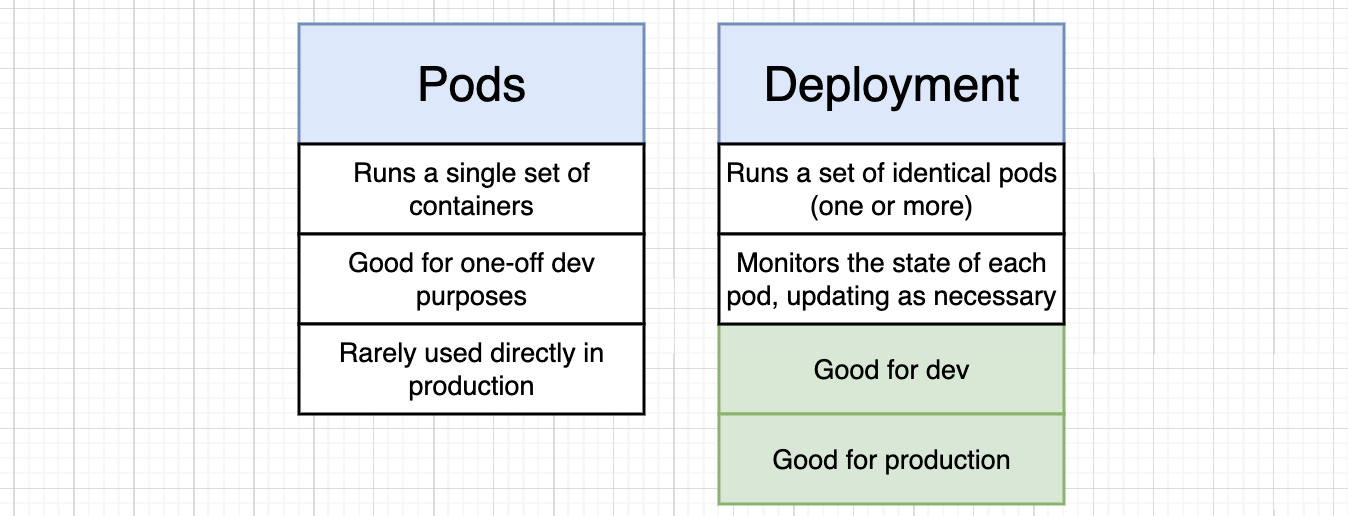 Pods
Runs a single set of
containers
Good for one-off dev
purposes
Rarely used directly in
production
Deployment
Runs a set of identical pods
(one or more)
Monitors the state of each
pod, updating as necessary
Good for dev
Good for production